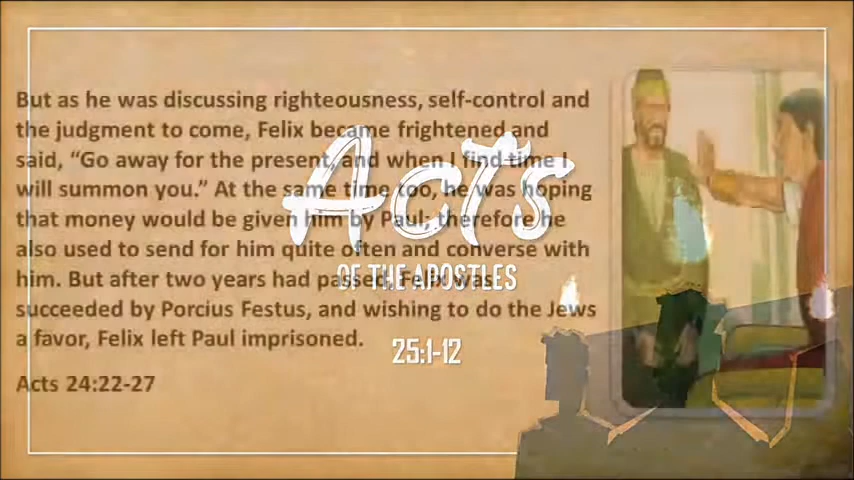 But as he was discussing righteousness, self-control and
the judgment to come, Felix became frightened and
said, “Go away for the present, and when I find time I
will summon you.” At the same time too, he was hoping
that money would be given him by Paul; therefore he
also used to send for him quite often and converse with
him. But after two years had passed, Felix was
succeeded by Porcius Festus, and wishing to do the Jews
a favor, Felix left Paul imprisoned.
Acts 24:22-27
Acts
OF THE APOSTLES
25:1-12